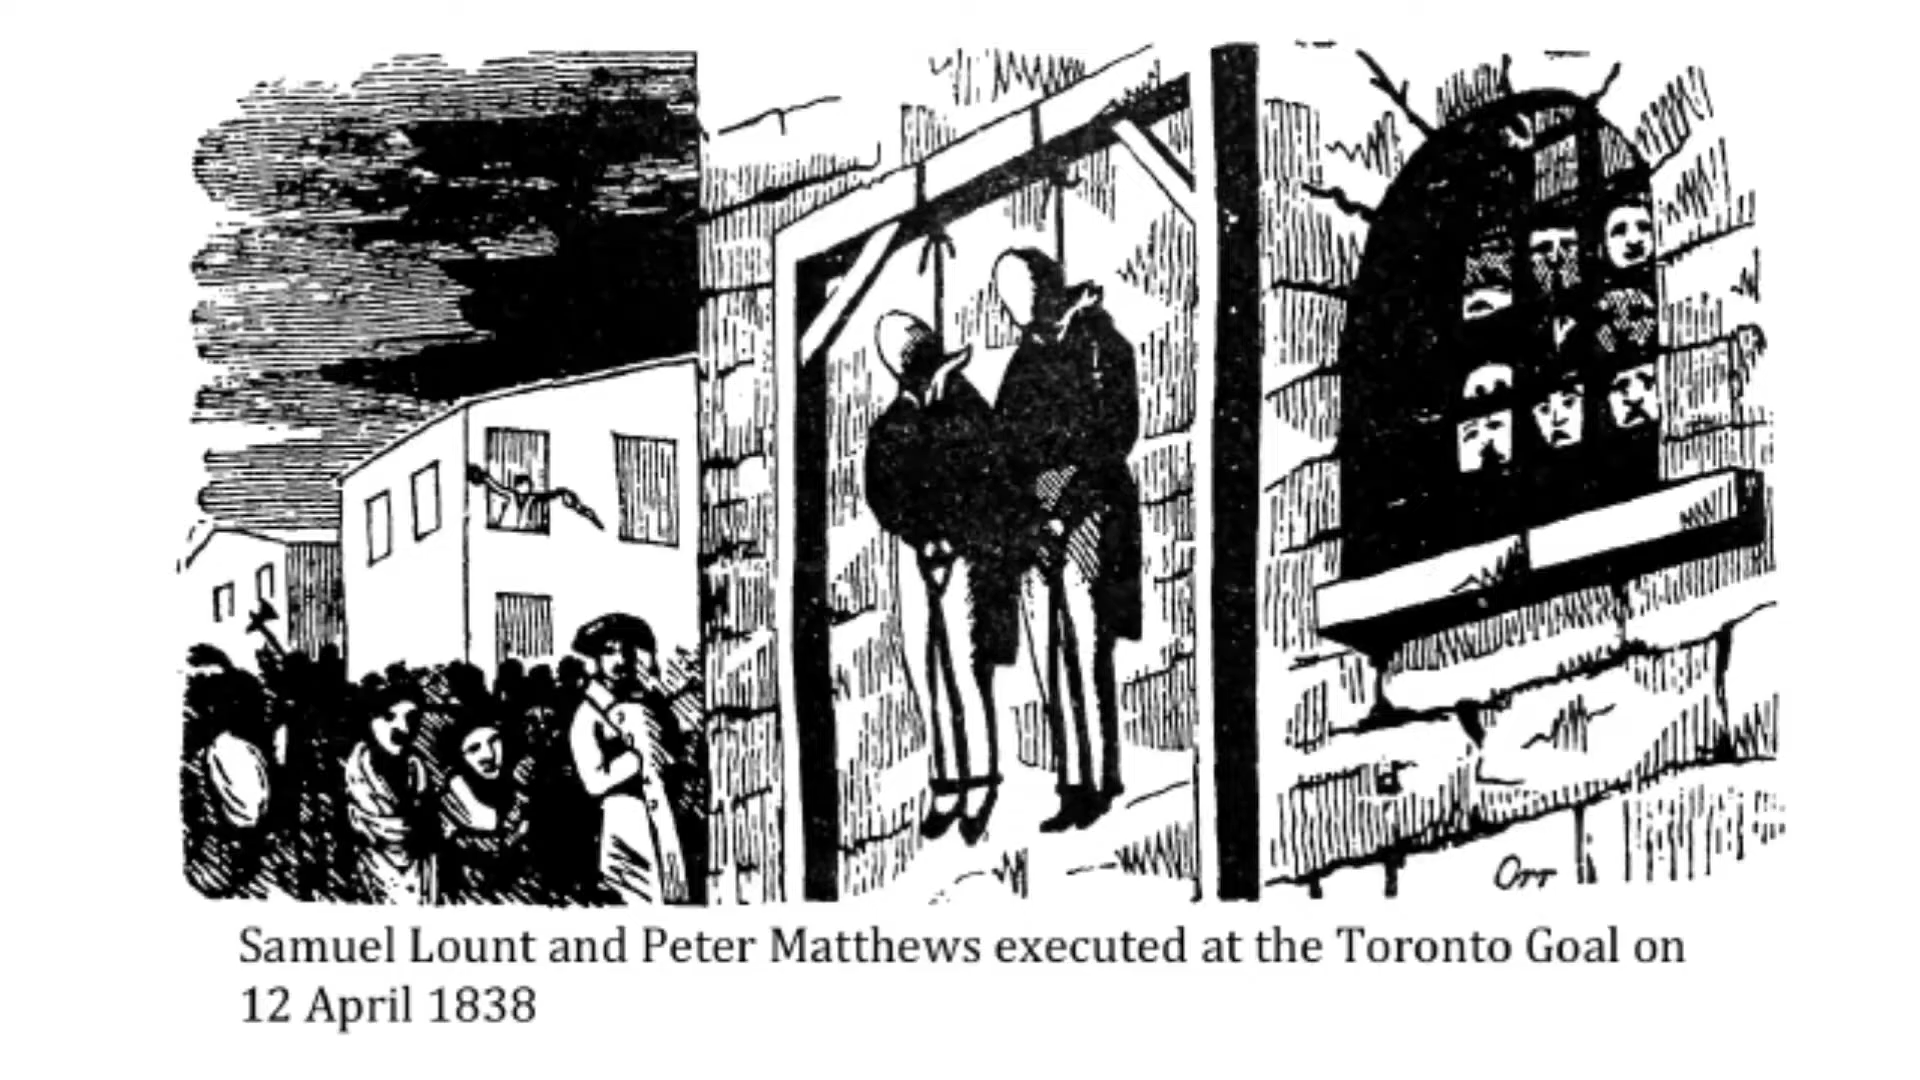 Orr
Samuel Lount and Peter Matthews executed at the Toronto Goal on
12 April 1838